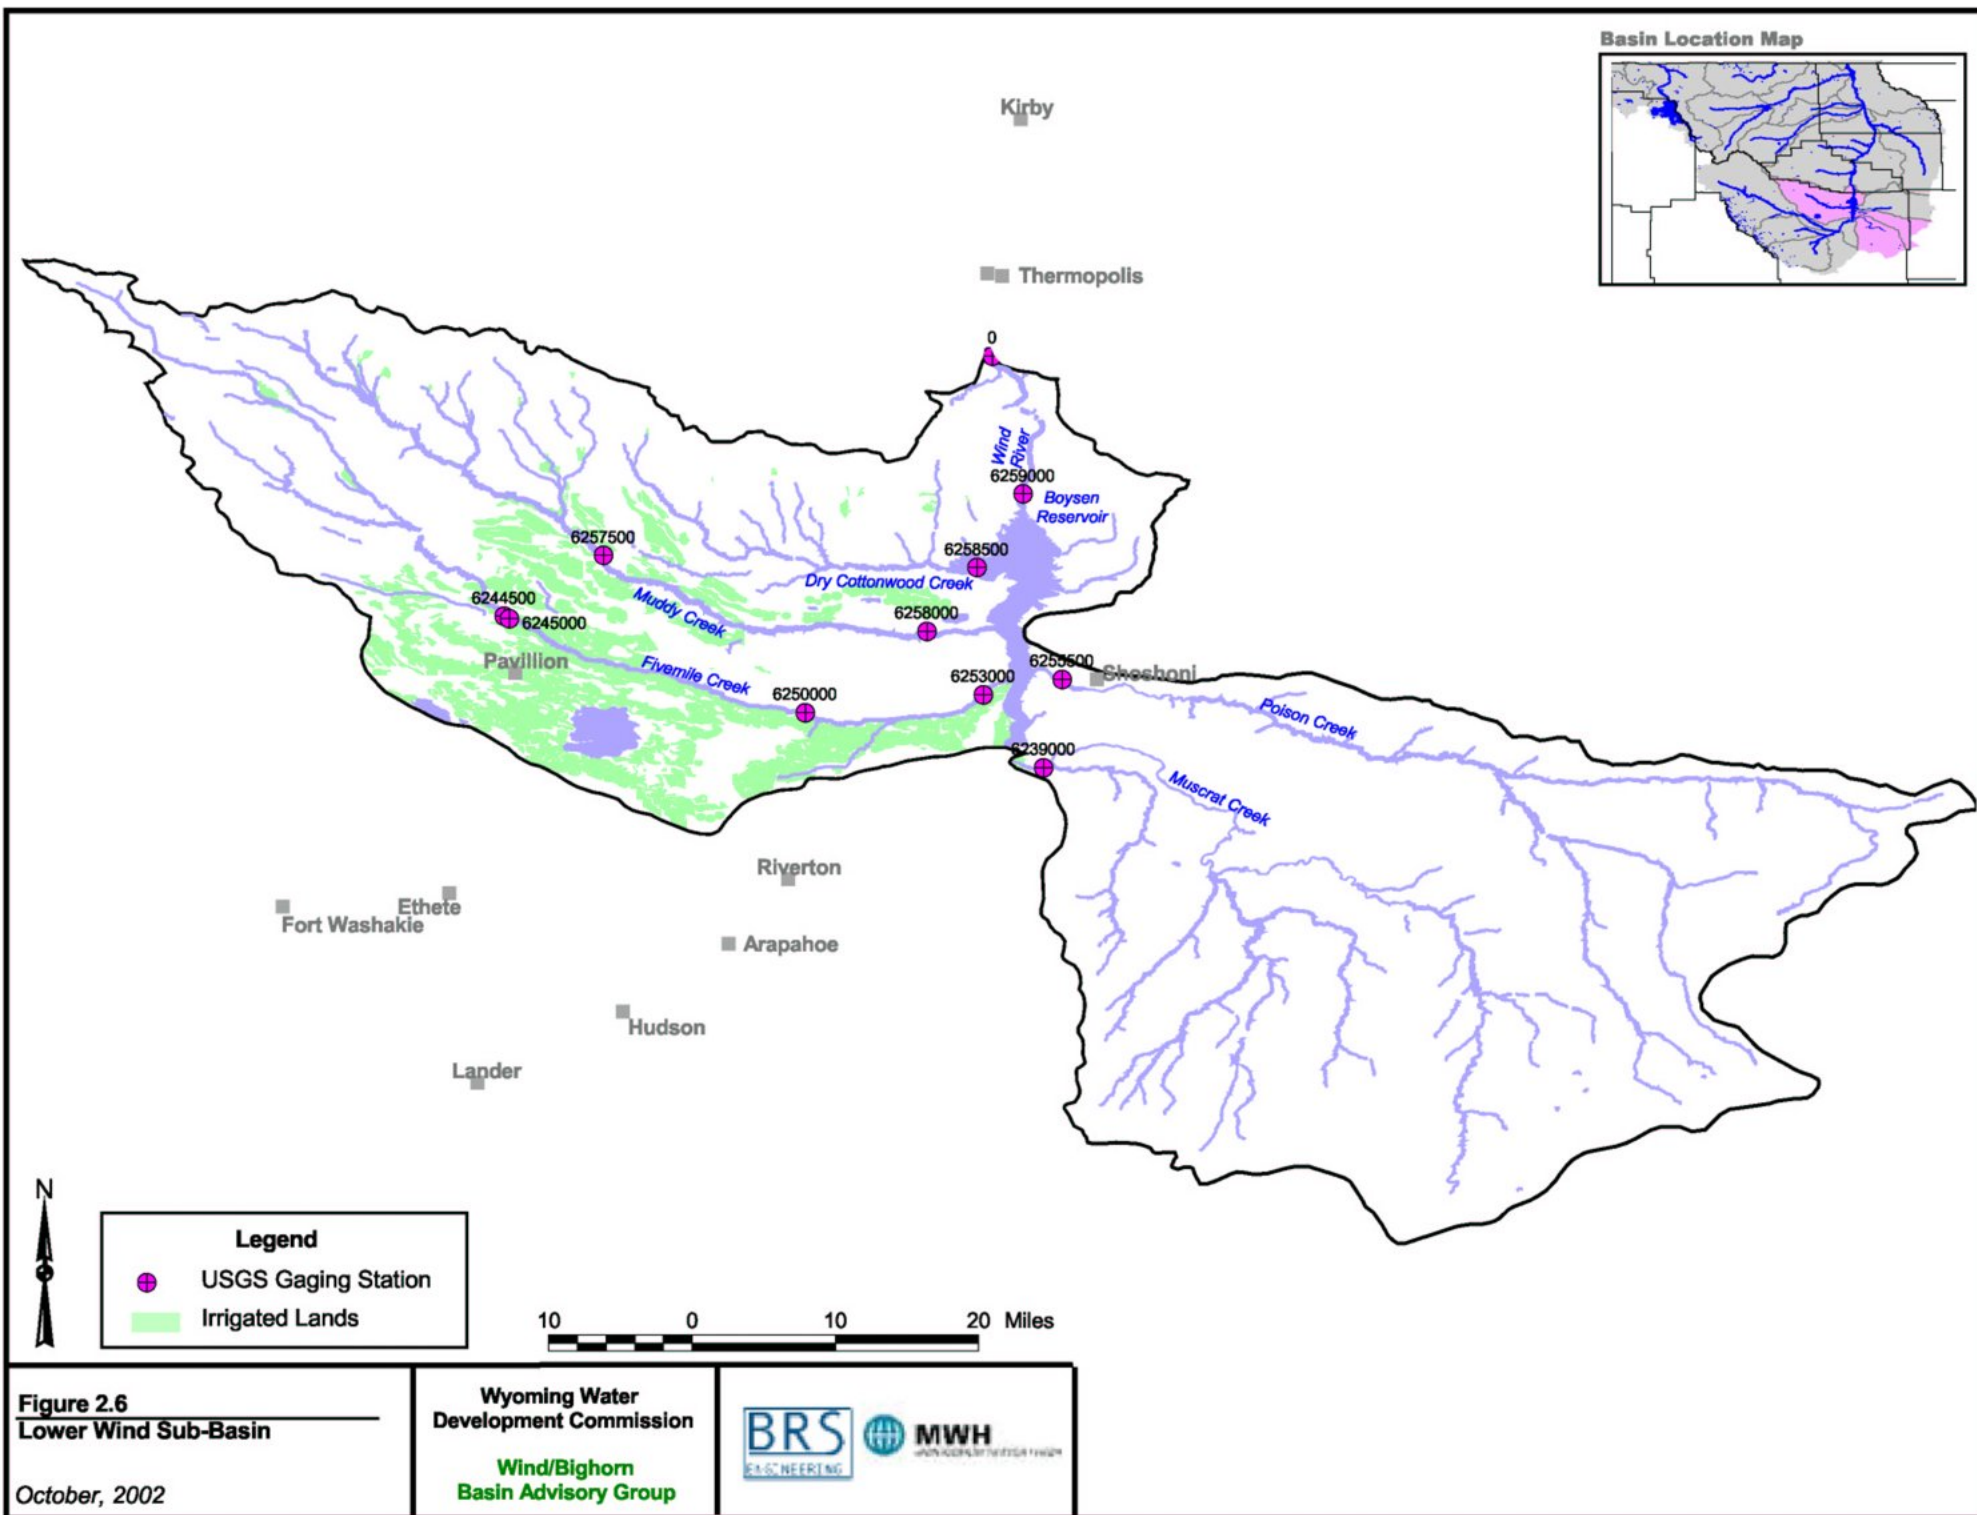 Basin Location Map
Kirby
Thermopolis
0
Wind
River
6259000
Boysen
Reservoir
6257500
6258500
Dry Cottonwood Creek
6244500
6245000
Muddy Creek
6258000
Pavillion
Fivemile Creek
6255500
Shoshoni
6253000
6250000
Poison Creek
6239000
Muscrat Creek
Riverton
Ethete
Fort Washakie
Arapahoe
Hudson
Lander
N
Legend
USGS Gaging Station
Irrigated Lands
10 0 10 20 Miles
Figure 2.6
Lower Wind Sub-Basin
October, 2002
Wyoming Water
Development Commission
Wind/Bighorn
Basin Advisory Group
BRS
ENGINEERING
MWH